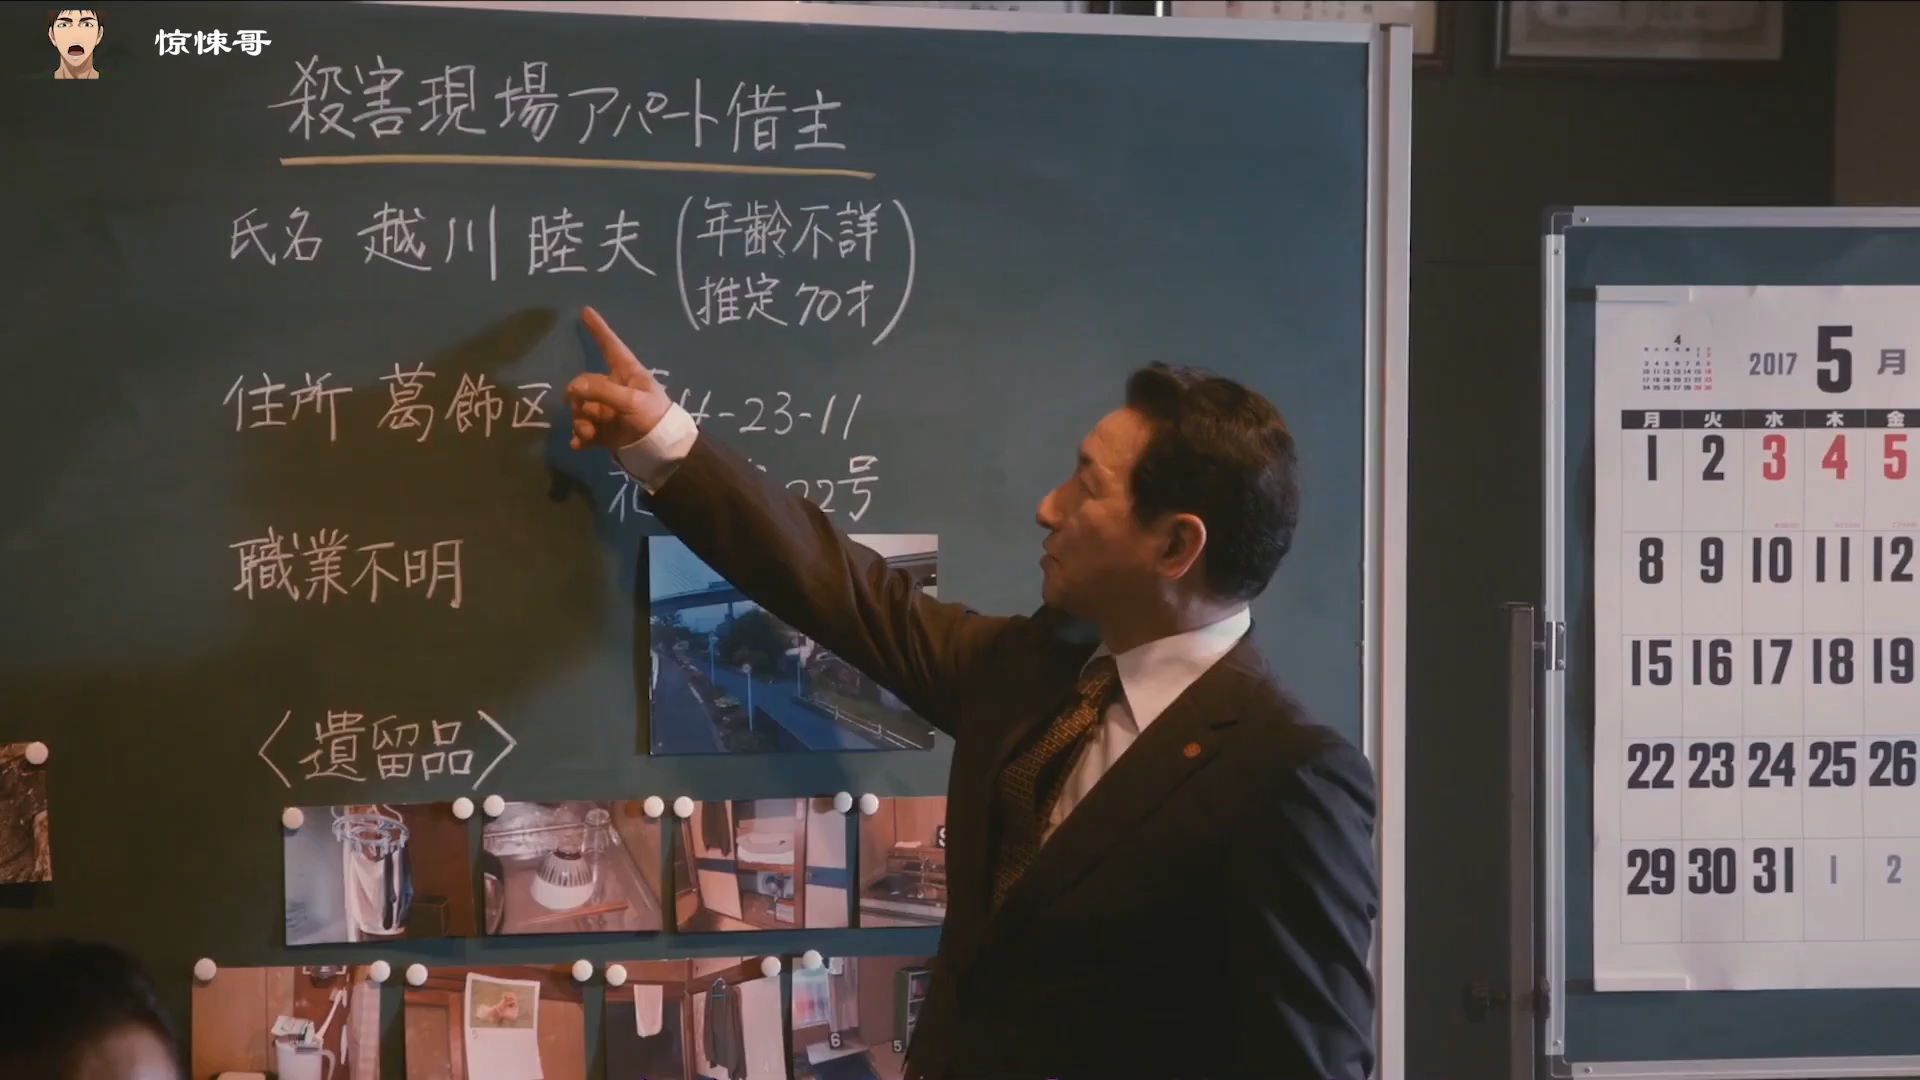 惊悚哥
殺害現場アパート借主
氏名 越川 睦夫 (年齢不詳
推定70才)
住所 葛飾区
4-23-11
22号
職業不明
〈遺留品〉
4
2017 5月
月 火 水 木 金
1 2 3 4 5
8 9 10 11 12
15 16 17 18 19
22 23 24 25 26
29 30 31 1 2
6
5